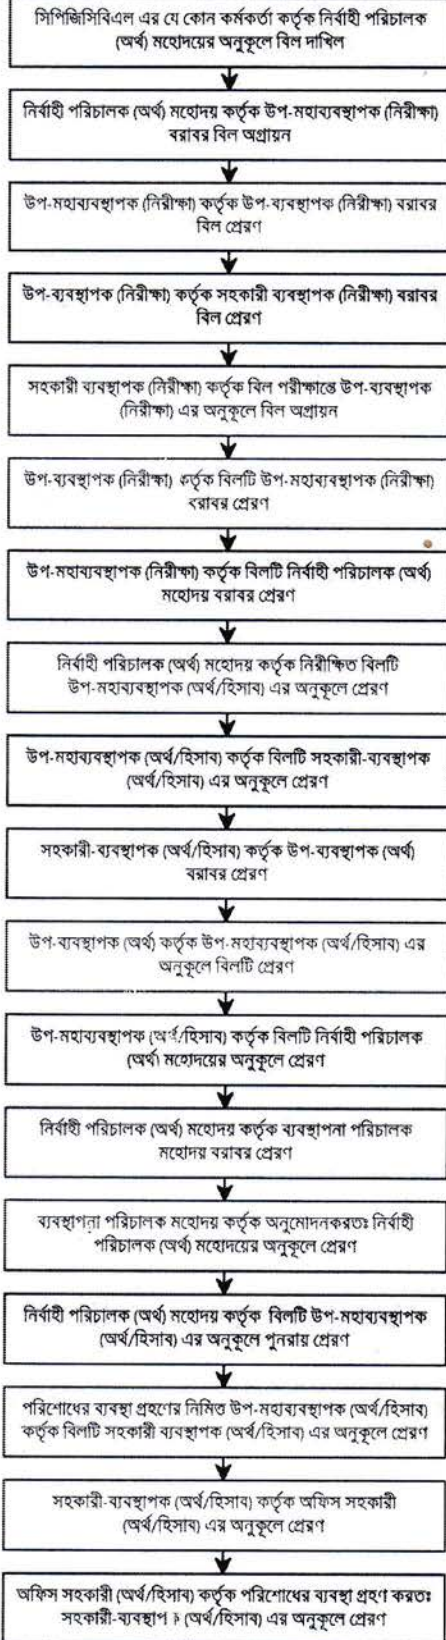 সিপিজিসিবিএল এর যে কোন কর্মকর্তা কর্তৃক নির্বাহী পরিচালক
(অর্থ) মহোদয়ের অনুকূলে বিল দাখিল
নির্বাহী পরিচালক (অর্থ) মহোদয় কর্তৃক উপ-মহাব্যবস্থাপক (নিরীক্ষা)
বরাবর বিল অগ্রায়ন
উপ-মহাব্যবস্থাপক (নিরীক্ষা) কর্তৃক উপ-ব্যবস্থাপক (নিরীক্ষা) বরাবর
বিল প্রেরণ
উপ-ব্যবস্থাপক (নিরীক্ষা) কর্তৃক সহকারী ব্যবস্থাপক (নিরীক্ষা) বরাবর
বিল প্রেরণ
সহকারী ব্যবস্থাপক (নিরীক্ষা) কর্তৃক বিল পরীক্ষান্তে উপ-ব্যবস্থাপক
(নিরীক্ষা) এর অনুকূলে বিল অগ্রায়ন
উপ-ব্যবস্থাপক (নিরীক্ষা) কর্তৃক বিলটি উপ-মহাব্যবস্থাপক (নিরীক্ষা)
বরাবর প্রেরণ
উপ-মহাব্যবস্থাপক (নিরীক্ষা) কর্তৃক বিলটি নির্বাহী পরিচালক (অর্থ)
মহোদয় বরাবর প্রেরণ
নির্বাহী পরিচালক (অর্থ) মহোদয় কর্তৃক নিরীক্ষিত বিলটি
উপ-মহাব্যবস্থাপক (অর্থ/হিসাব) এর অনুকূলে প্রেরণ
উপ-মহাব্যবস্থাপক (অর্থ/হিসাব) কর্তৃক বিলটি সহকারী-ব্যবস্থাপক
(অর্থ/হিসাব) এর অনুকূলে প্রেরণ
সহকারী-ব্যবস্থাপক (অর্থ/হিসাব) কর্তৃক উপ-ব্যবস্থাপক (অর্থ)
বরাবর প্রেরণ
উপ-ব্যবস্থাপক (অর্থ) কর্তৃক উপ-মহাব্যবস্থাপক (অর্থ/হিসাব) এর
অনুকূলে বিলটি প্রেরণ
উপ-মহাব্যবস্থাপক (অর্থ/হিসাব) কর্তৃক বিলটি নির্বাহী পরিচালক
(অর্থ) মহোদয়ের অনুকূলে প্রেরণ
নির্বাহী পরিচালক (অর্থ) মহোদয় কর্তৃক ব্যবস্থাপনা পরিচালক
মহোদয় বরাবর প্রেরণ
ব্যবস্থাপনা পরিচালক মহোদয় কর্তৃক অনুমোদনকরতঃ নির্বাহী
পরিচালক (অর্থ) মহোদয়ের অনুকূলে প্রেরণ
নির্বাহী পরিচালক (অর্থ) মহোদয় কর্তৃক বিলটি উপ-মহাব্যবস্থাপক
(অর্থ/হিসাব) এর অনুকূলে পুনরায় প্রেরণ
পরিশোধের ব্যবস্থা গ্রহণের নিমিত্ত উপ-মহাব্যবস্থাপক (অর্থ/হিসাব)
কর্তৃক বিলটি সহকারী ব্যবস্থাপক (অর্থ/হিসাব) এর অনুকূলে প্রেরণ
সহকারী-ব্যবস্থাপক (অর্থ/হিসাব) কর্তৃক অফিস সহকারী
(অর্থ/হিসাব) এর অনুকূলে প্রেরণ
অফিস সহকারী (অর্থ/হিসাব) কর্তৃক পরিশোধের ব্যবস্থা গ্রহণ করতঃ
সহকারী-ব্যবস্থাপক (অর্থ/হিসাব) এর অনুকূলে প্রেরণ